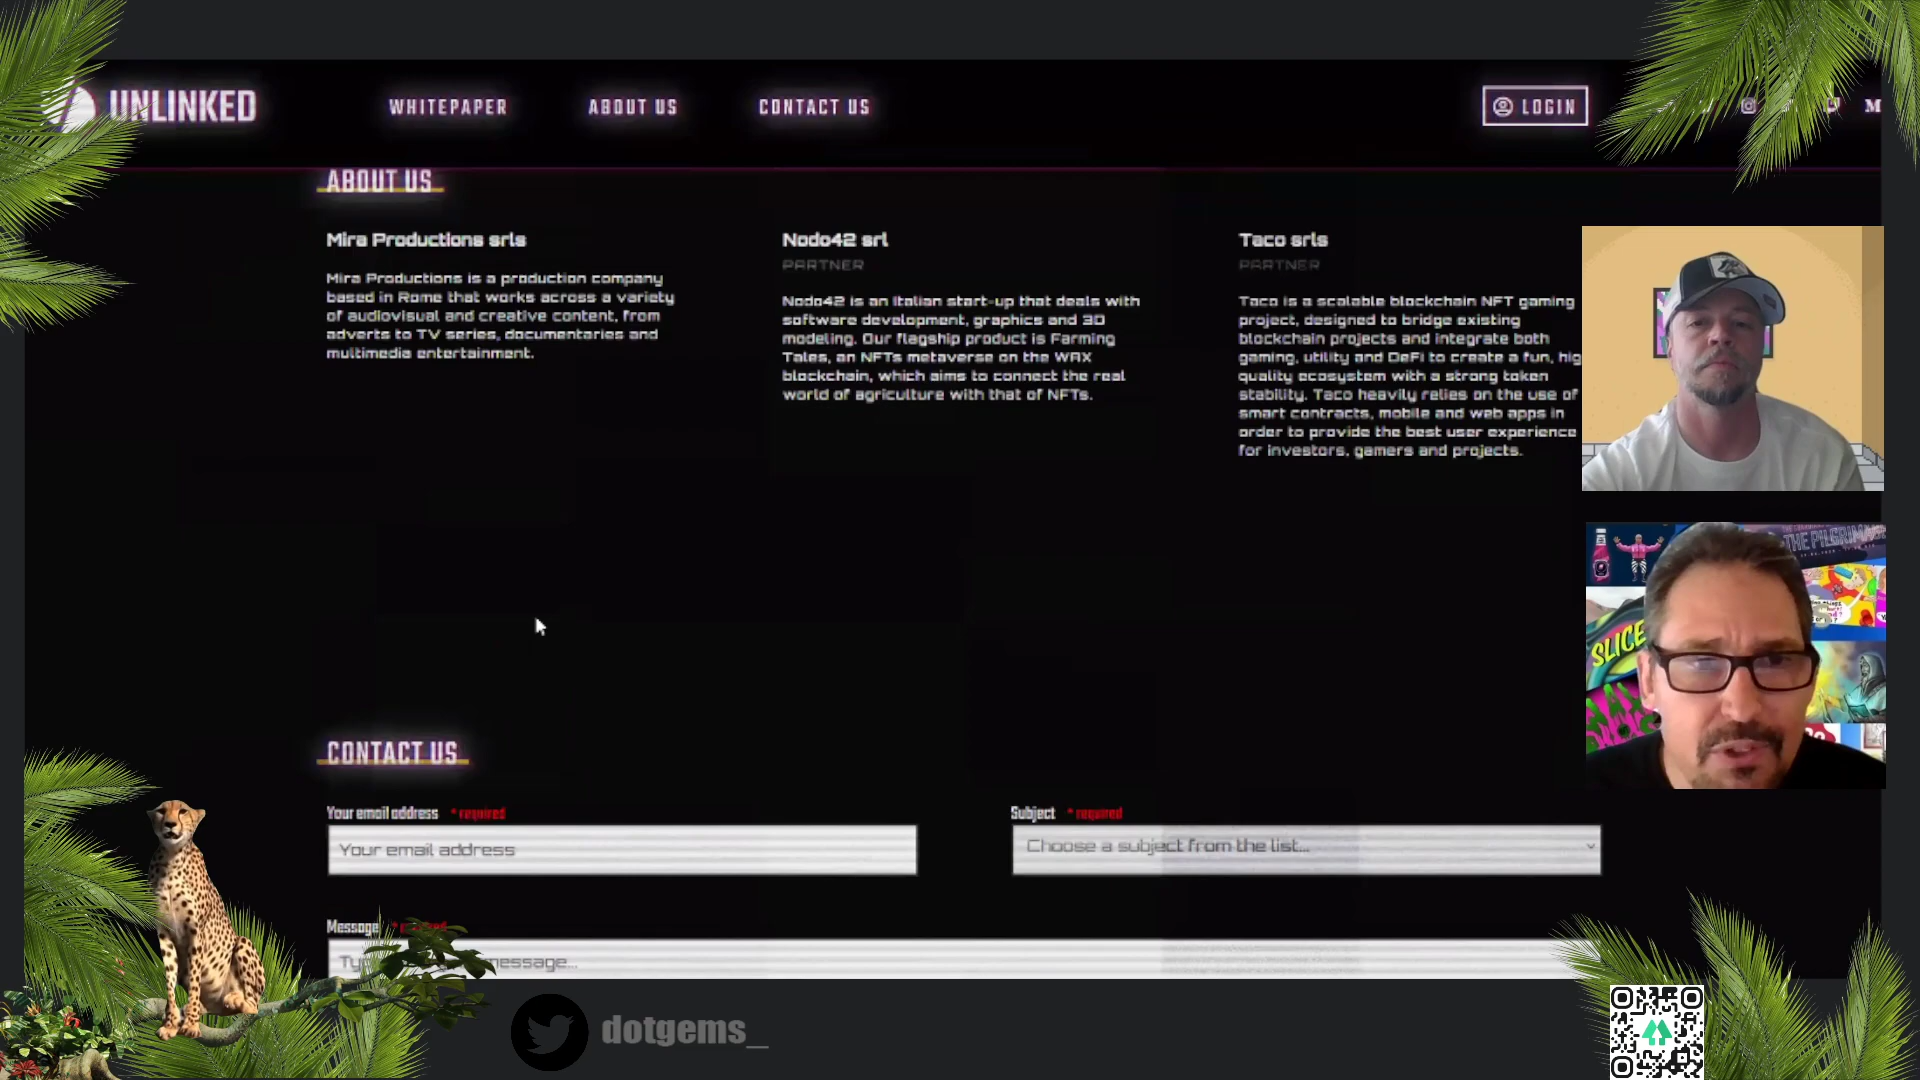 UNLINKED
WHITEPAPER
ABOUT US
CONTACT US
LOGIN
ABOUT US
Mira Productions srls
Mira Productions is a production company
based in Rome that works across a variety
of audiovisual and creative content, from
adverts to TV series, documentaries and
multimedia entertainment.
Nodo42 srl
PARTNER
Nodo42 is an Italian start-up that deals with
software development, graphics and 3D
modeling. Our flagship product is Farming
Tales, an NFTs metaverse on the WAX
blockchain, which aims to connect the real
world of agriculture with that of NFTs.
Taco srls
PARTNER
Taco is a scalable blockchain NFT gaming
project, designed to bridge existing
blockchain projects and integrate both
gaming, utility and DeFi to create a fun, hig
quality ecosystem with a strong token
stability. Taco heavily relies on the use of
smart contracts, mobile and web apps in
order to provide the best user experience
for investors, gamers and projects.
THE PILGRIMA
SLICE
CONTACT US
Your email address * required
Your email address
Subject * required
Choose a subject from the list...
Message
message...
dotgems_